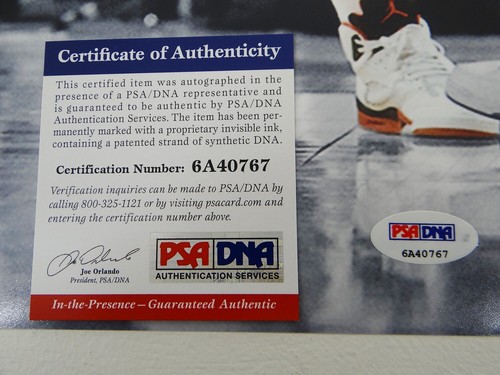 Certificate of Authenticity
This certified item was autographed in the
presence of a PSA/DNA representative and
is guaranteed to be authentic by PSA/DNA
Authentication Services. The item has been per-
manently marked with a proprietary invisible ink,
containing a patented strand of synthetic DNA.
Certification Number: 6A40767
Verification inquiries can be made to PSA/DNA by
calling 800-325-1121 or by visiting psacard.com and
entering the certification number above.
Joe Orlando
President, PSA/DNA
PSA DNA
AUTHENTICATION SERVICES
In-the-Presence – Guaranteed Authentic
PSA DNA
6A40767